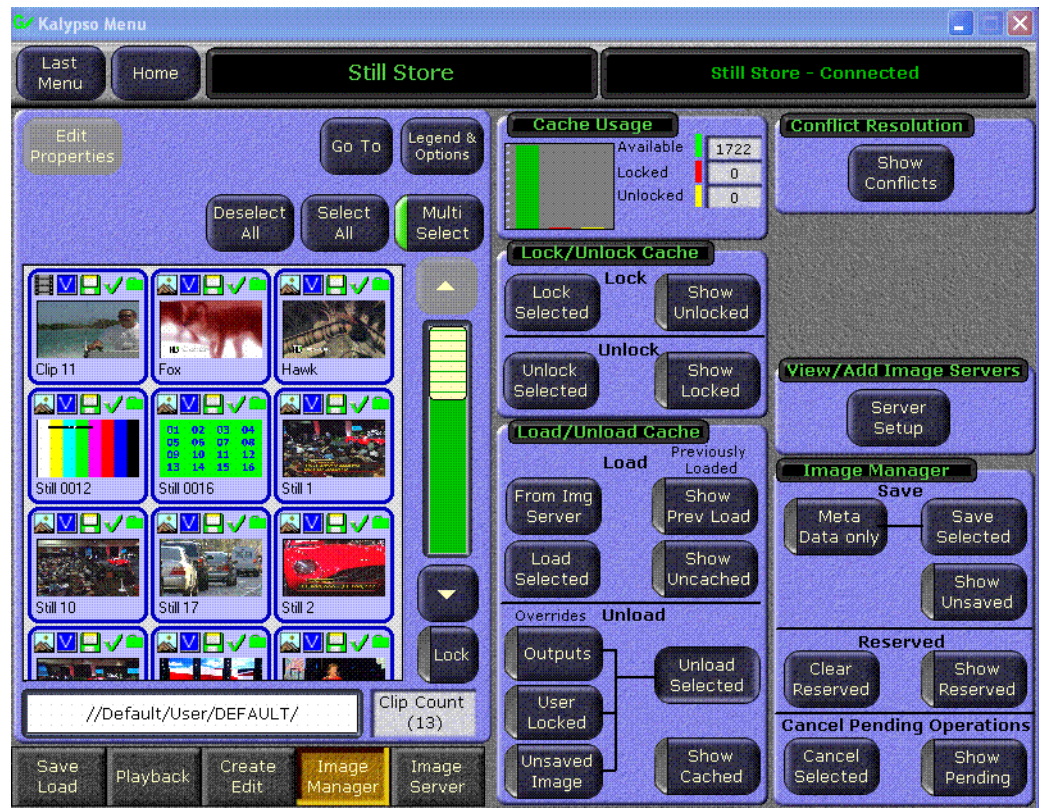 Kalypso Menu
Last Menu
Home
Still Store
Still Store - Connected
Edit Properties
Go To
Legend & Options
Deselect All
Select All
Multi Select
Clip 11
Fox
Hawk
01 02 03 04
05 06 07 08
09 10 11 12
13 14 15 16
Still 0012
Still 0016
Still 1
Still 10
Still 17
Still 2
Lock
//Default/User/DEFAULT/
Clip Count (13)
Save Load
Playback
Create Edit
Image Manager
Image Server
Cache Usage
Available 1722
Locked 0
Unlocked 0
Lock/Unlock Cache
Lock
Lock Selected
Show Unlocked
Unlock
Unlock Selected
Show Locked
Load/Unload Cache
Load
Previously Loaded
From Img Server
Show Prev Load
Load Selected
Show Uncached
Overrides Unload
Outputs
Unload Selected
User Locked
Unsaved Image
Show Cached
Conflict Resolution
Show Conflicts
View/Add Image Servers
Server Setup
Image Manager
Save
Meta Data only
Save Selected
Show Unsaved
Reserved
Clear Reserved
Show Reserved
Cancel Pending Operations
Cancel Selected
Show Pending